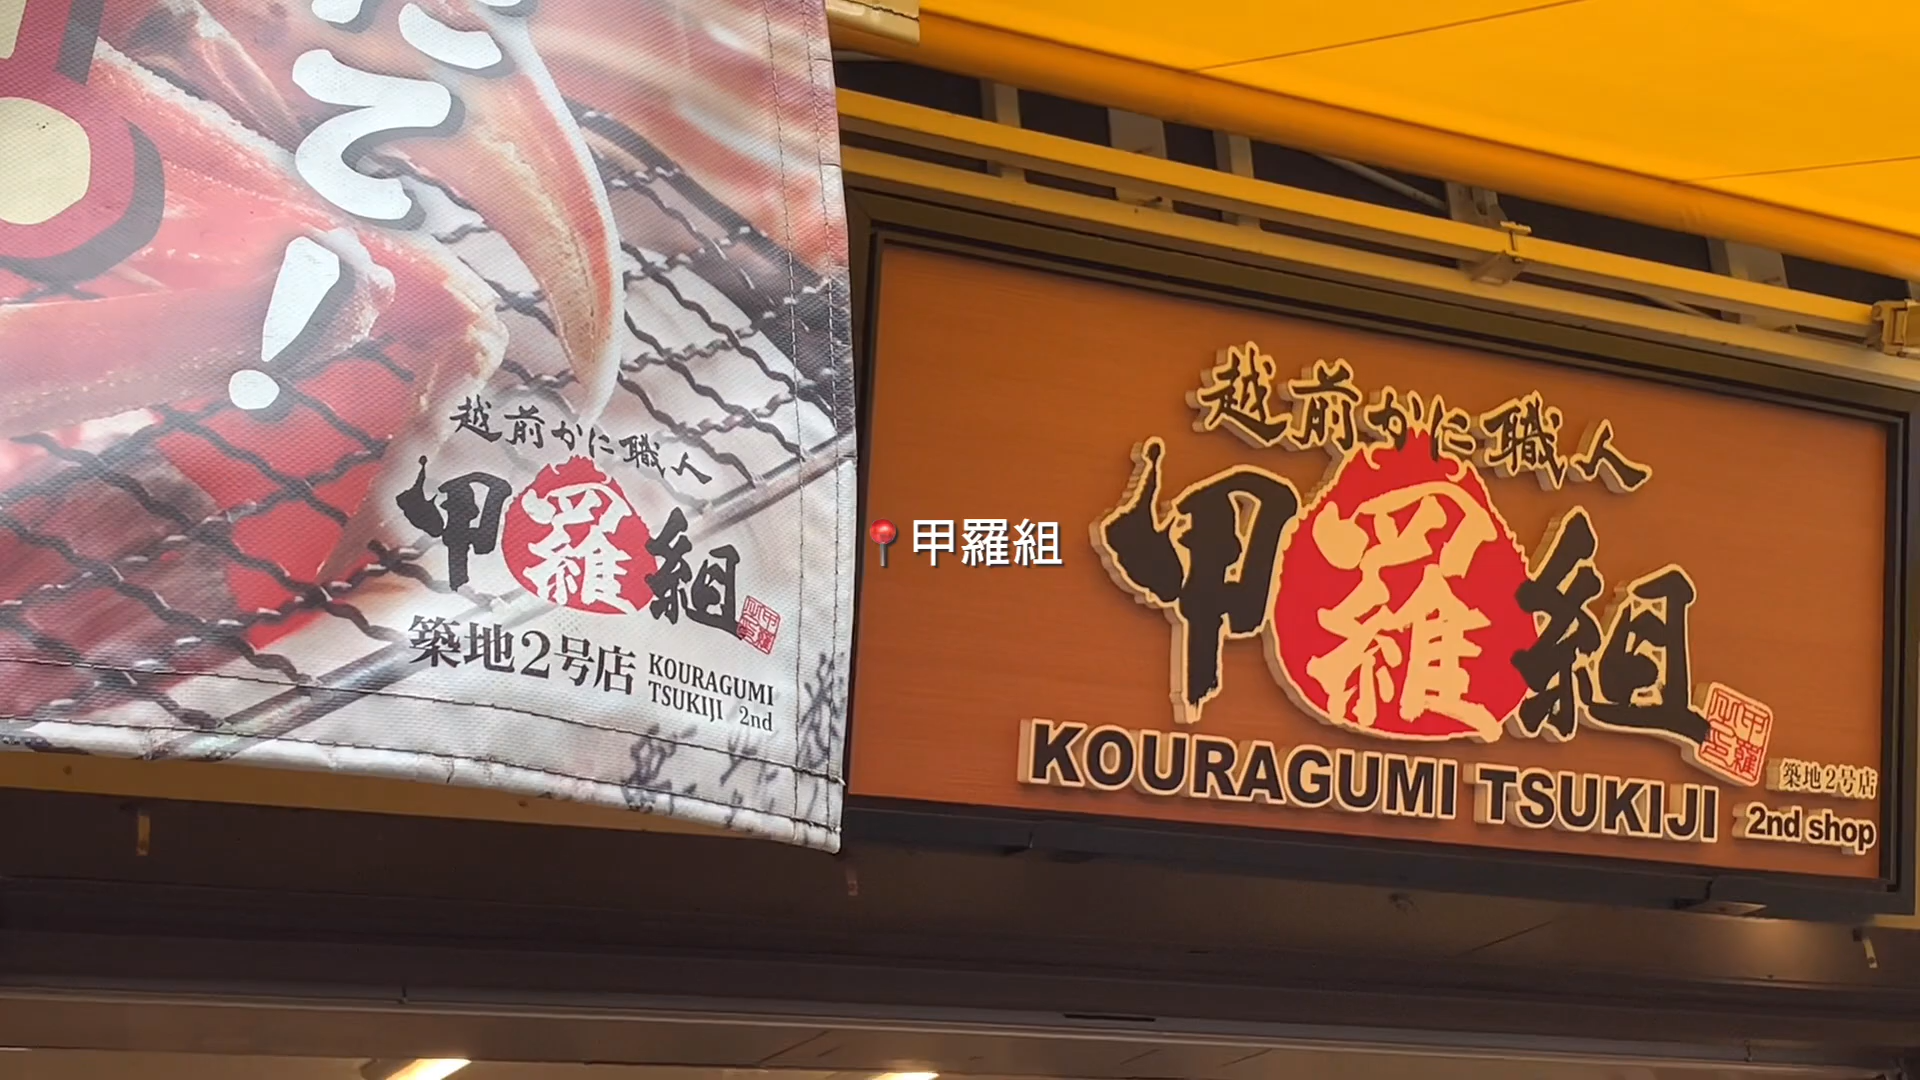 そ！
越前かに職人
甲羅組
築地2号店
KOURAGUMI
TSUKIJI 2nd
📍甲羅組
越前かに職人
甲羅組
KOURAGUMI TSUKIJI
築地2号店
2nd shop